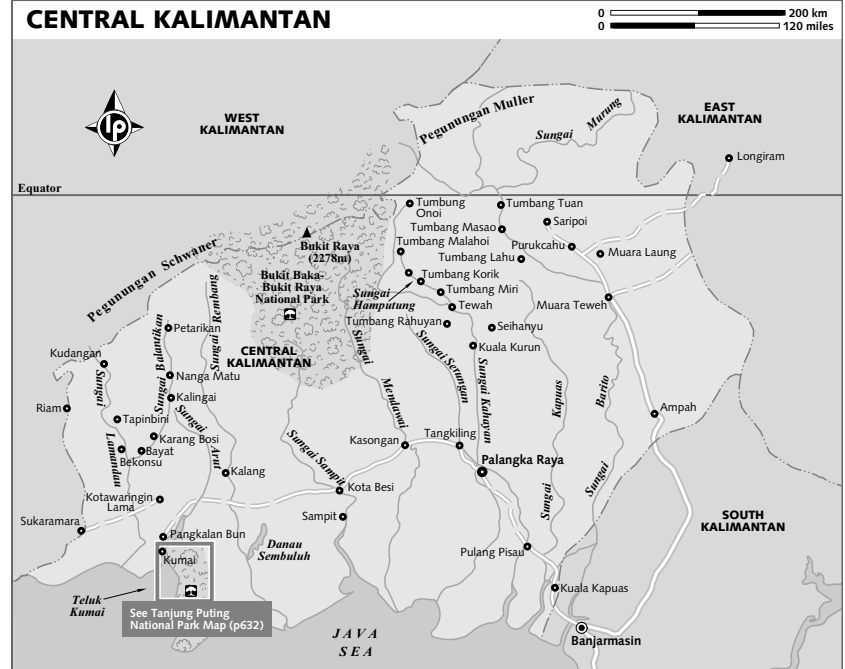 CENTRAL KALIMANTAN
0 200 km
0 120 miles
lp
WEST
KALIMANTAN
EAST
KALIMANTAN
Pegunungan Muller
Sungai
Murung
Longiram
Equator
Tumbung
Onoi
Tumbang Tuan
Saripoi
Tumbang Masao
Tumbang Malahoi
Purukcahu
Muara Laung
Tumbang Lahu
Pegunungan Schwaner
Bukit Raya
(2278m)
Bukit Baka-
Bukit Raya
National Park
Sungai
Hamputung
Tumbang Korik
Tumbang Miri
Muara Teweh
Tewah
Tumbang Rahuyan
Seihanyu
Kuala Kurun
Sungai Rembang
Petarikan
Sungai Balantikan
Kudangan
CENTRAL
KALIMANTAN
Sungai
Mendawai
Sungai Serungan
Sungai Kahayan
Nanga Matu
Kalingai
Sungai
Lamandau
Riam
Tapinbini
Karang Bosi
Bayat
Bekonsu
Sungai
Arut
Kalang
Kapuas
Sungai
Barito
Sungai
Ampah
Kasongan
Tangkiling
Palangka Raya
Sungai Sampit
Kota Besi
Kotawaringin
Lama
Sukaramara
Sampit
SOUTH
KALIMANTAN
Pangkalan Bun
Kumai
Danau
Sembuluh
Pulang Pisau
Kuala Kapuas
Teluk
Kumai
See Tanjung Puting
National Park Map (p632)
JAVA
SEA
Banjarmasin